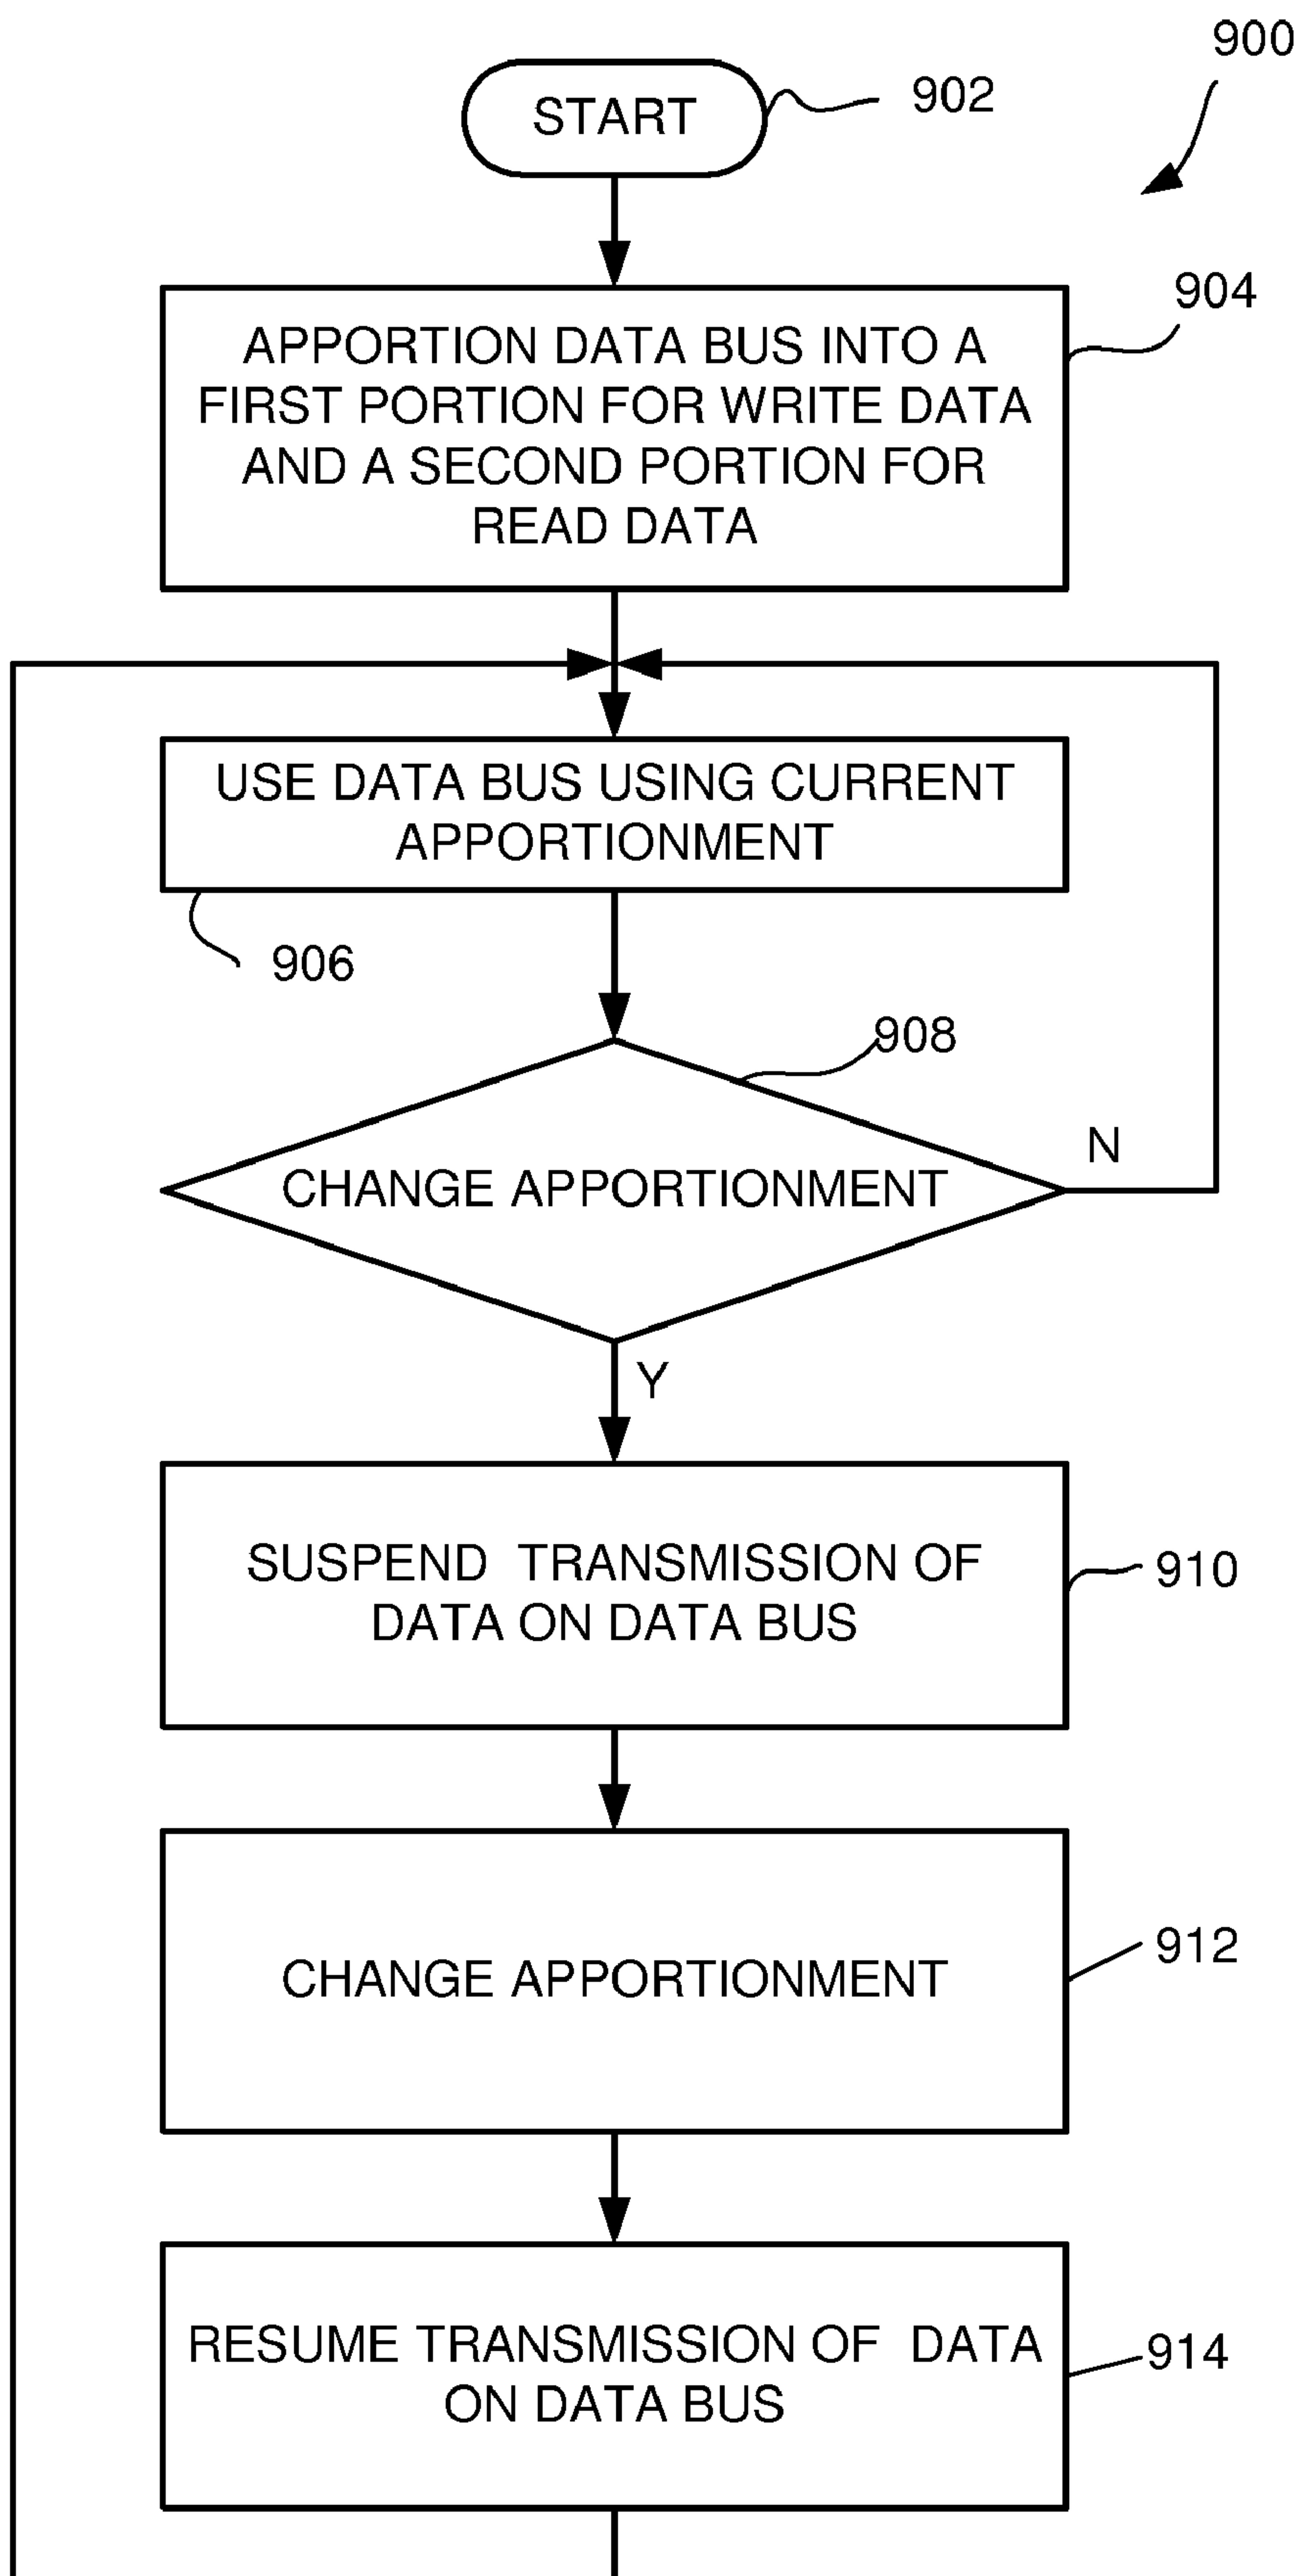 900
START
902
904
APPORTION DATA BUS INTO A
FIRST PORTION FOR WRITE DATA
AND A SECOND PORTION FOR
READ DATA
USE DATA BUS USING CURRENT
APPORTIONMENT
906
908
CHANGE APPORTIONMENT
N
Y
SUSPEND TRANSMISSION OF
DATA ON DATA BUS
910
CHANGE APPORTIONMENT
912
RESUME TRANSMISSION OF DATA
ON DATA BUS
914